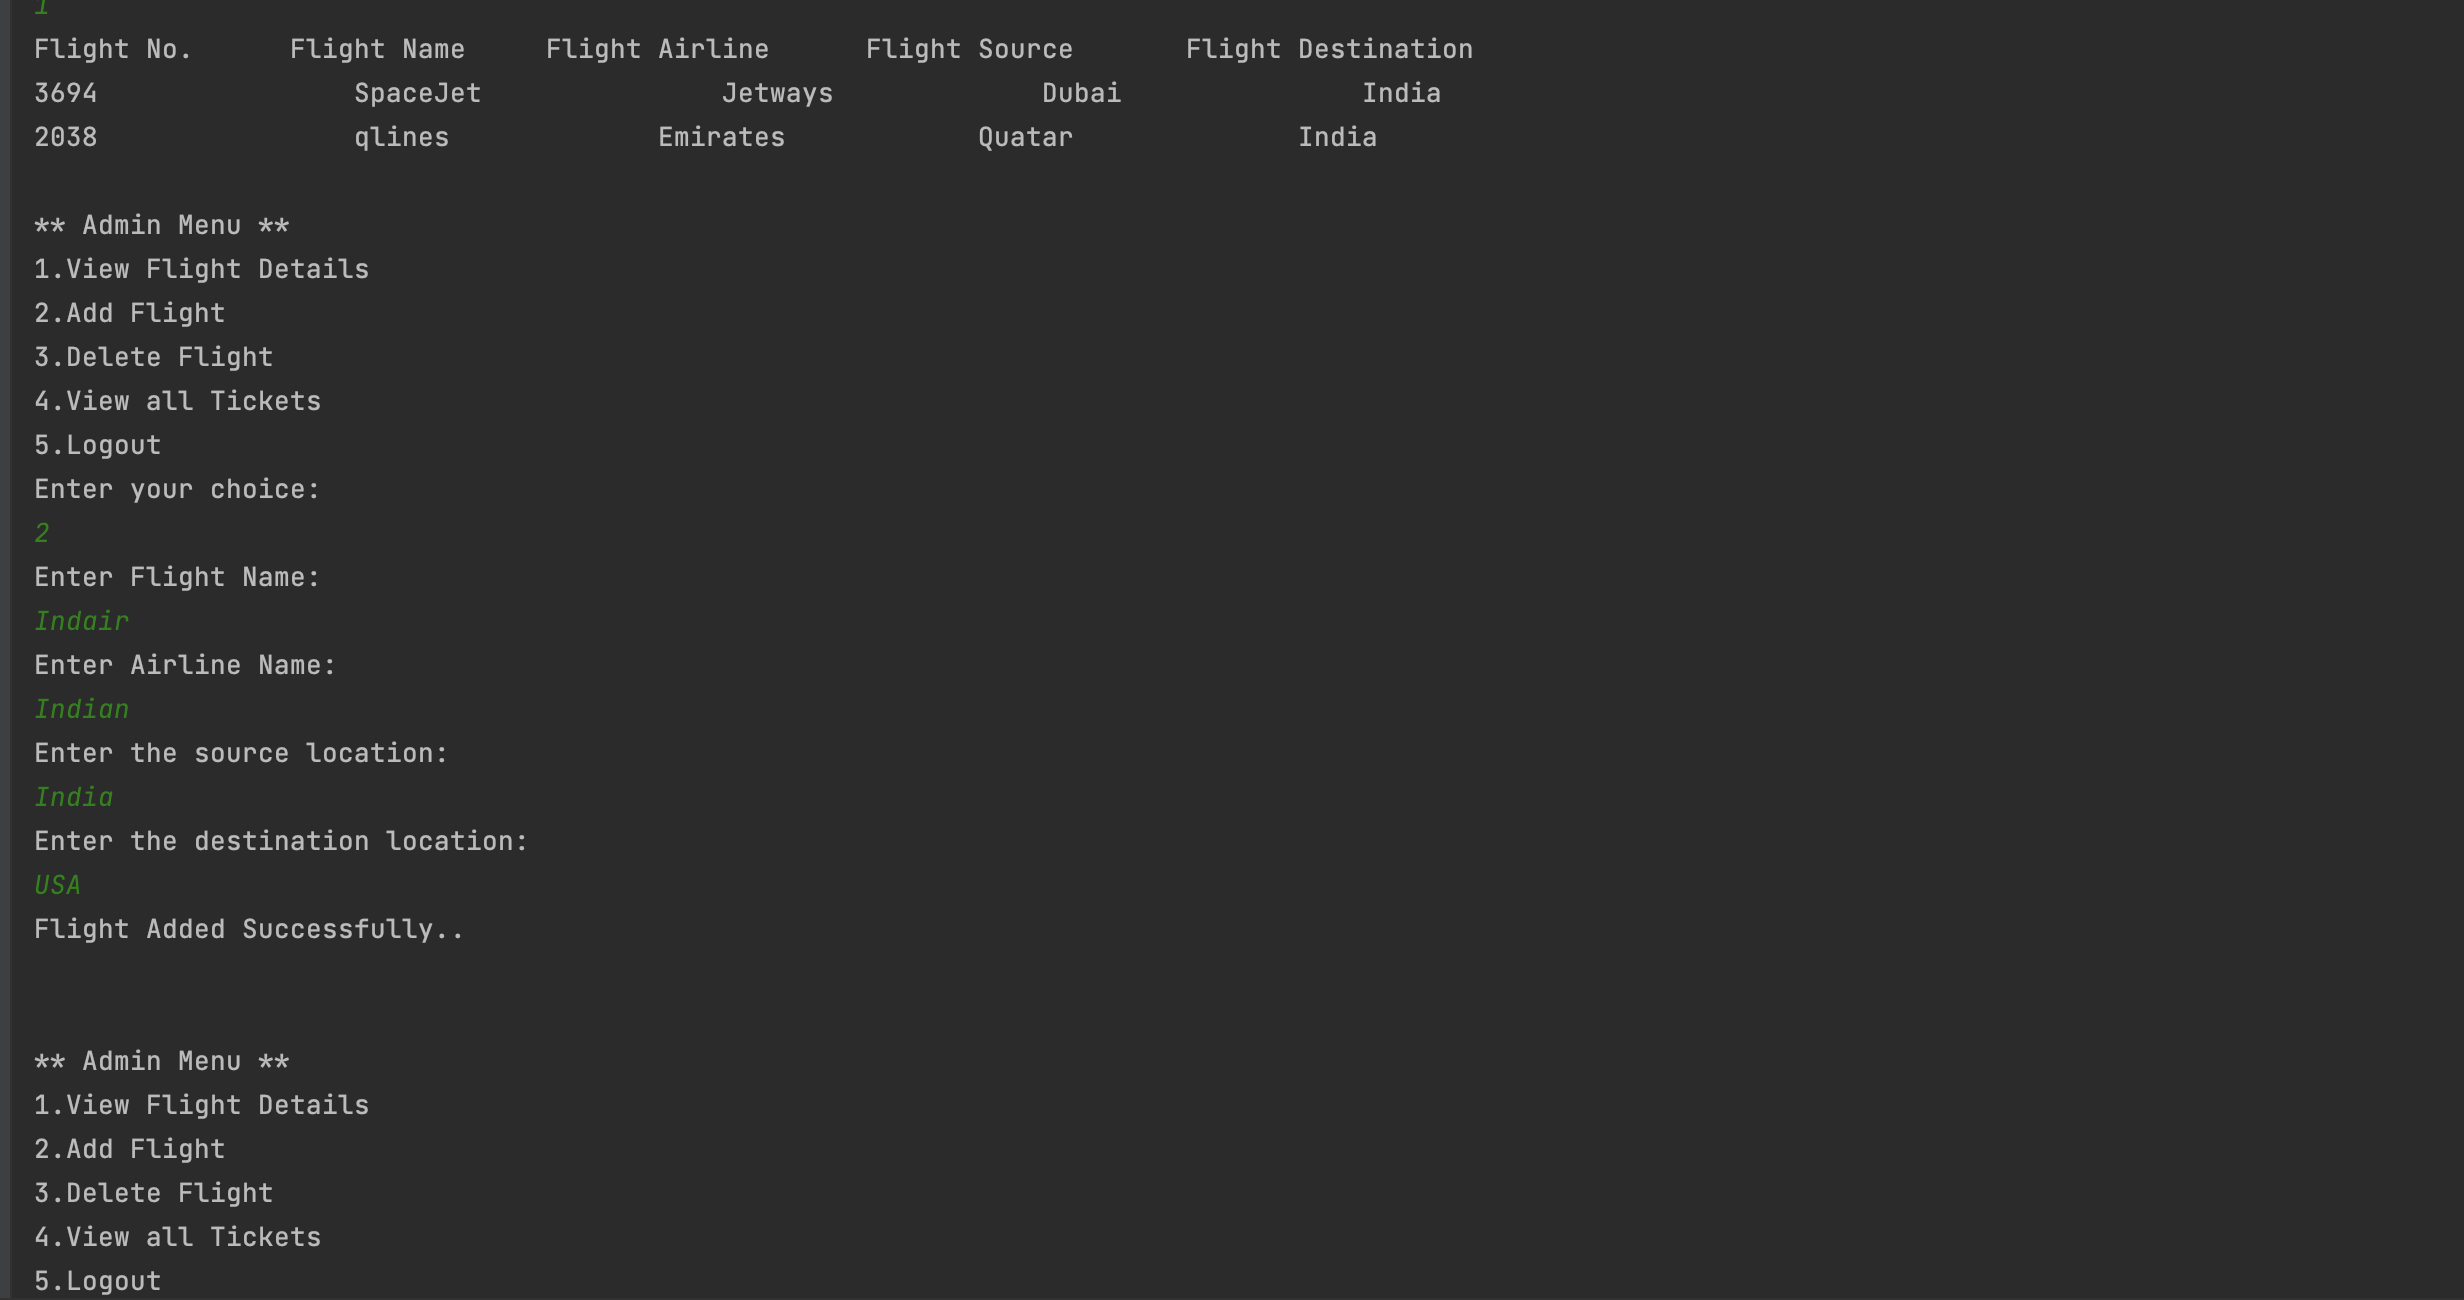 1
Flight No.      Flight Name     Flight Airline      Flight Source       Flight Destination
3694                SpaceJet               Jetways             Dubai               India
2038                qlines             Emirates            Quatar              India
** Admin Menu **
1.View Flight Details
2.Add Flight
3.Delete Flight
4.View all Tickets
5.Logout
Enter your choice:
2
Enter Flight Name:
Indair
Enter Airline Name:
Indian
Enter the source location:
India
Enter the destination location:
USA
Flight Added Successfully..
** Admin Menu **
1.View Flight Details
2.Add Flight
3.Delete Flight
4.View all Tickets
5.Logout